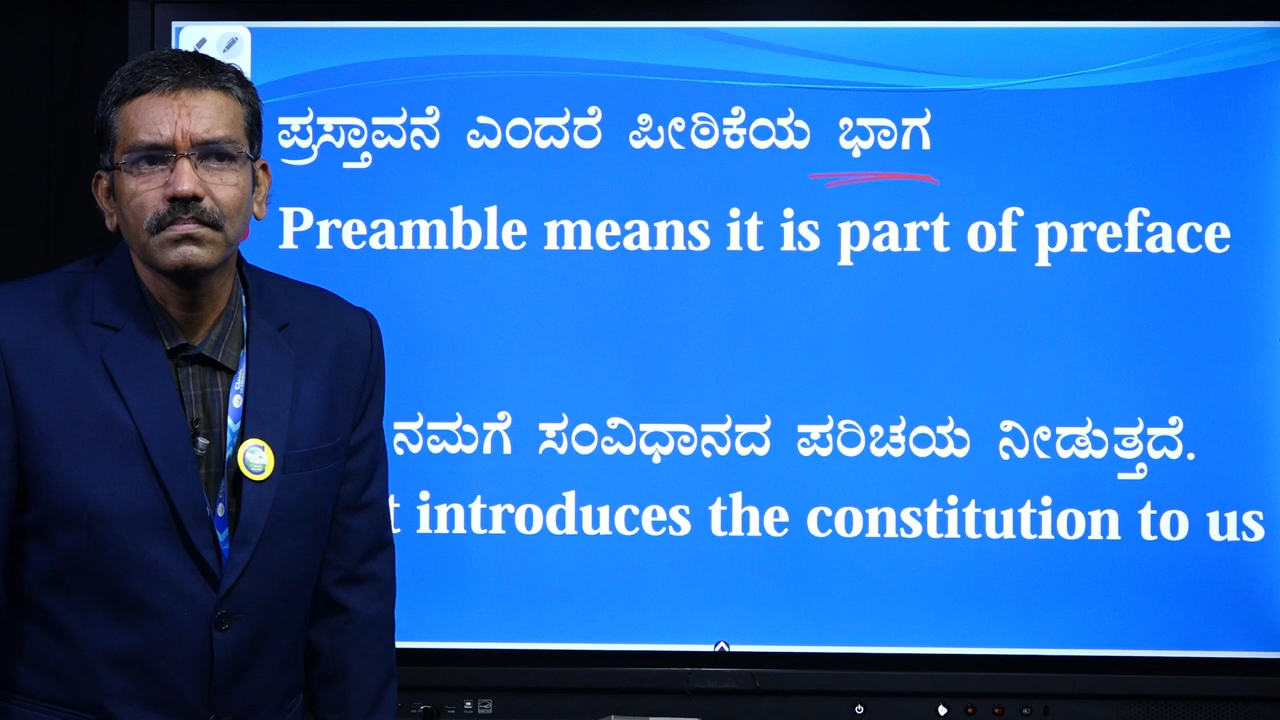 ಪ್ರಸ್ತಾವನೆ ಎಂದರೆ ಪೀಠಿಕೆಯ ಭಾಗ
Preamble means it is part of preface
ನಮಗೆ ಸಂವಿಧಾನದ ಪರಿಚಯ ನೀಡುತ್ತದೆ.
t introduces the constitution to us